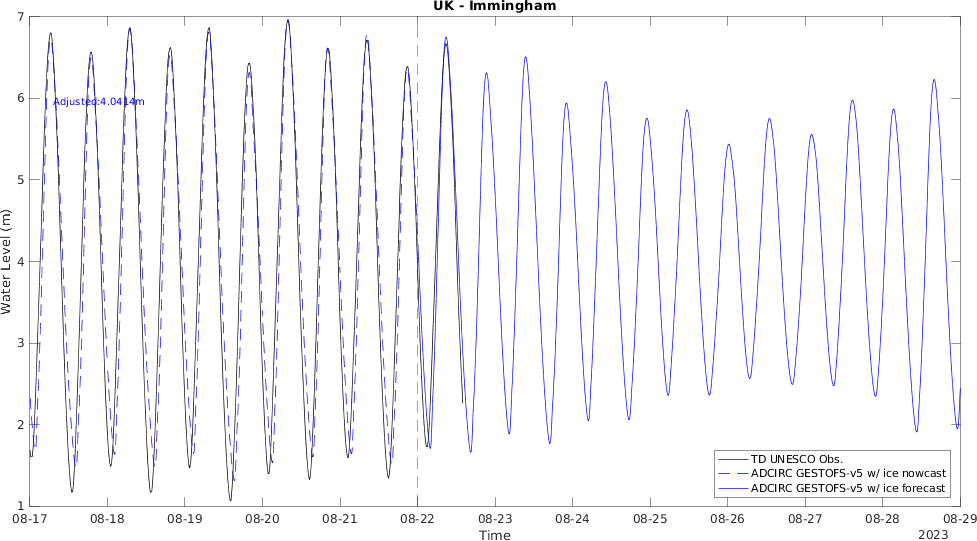 UK - Immingham
7
6
5
4
3
2
1
Water Level (m)
Adjusted:4.0414m
TD UNESCO Obs.
ADCIRC GESTOFS-v5 w/ ice nowcast
ADCIRC GESTOFS-v5 w/ ice forecast
08-17 08-18 08-19 08-20 08-21 08-22 08-23 08-24 08-25 08-26 08-27 08-28 08-29
Time
2023